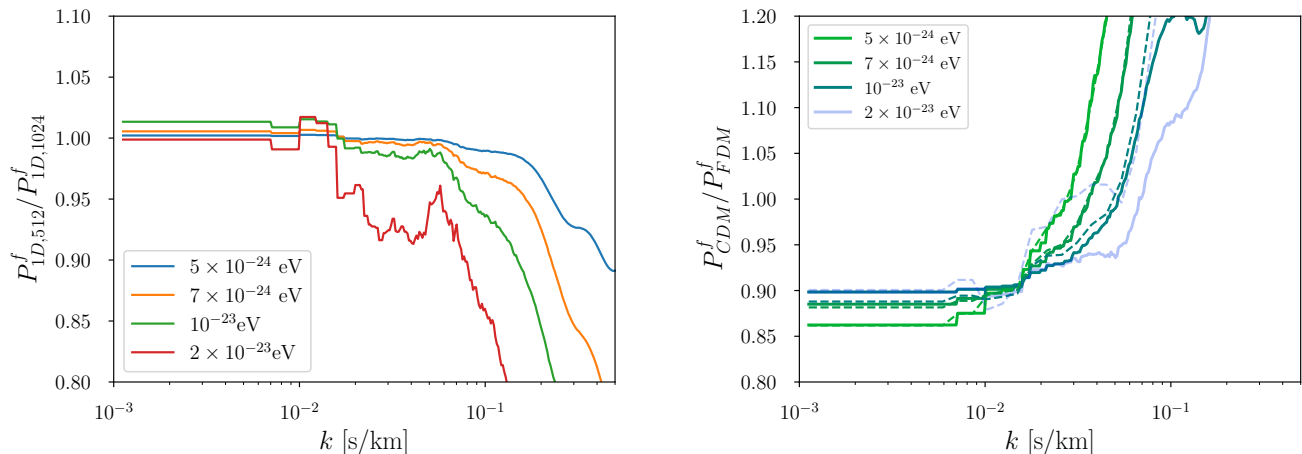 1.10
1.05
1.00
0.95
0.90
0.85
0.80
10⁻³
10⁻²
10⁻¹
k [s/km]
P^f_{1D,512}/P^f_{1D,1024}
5 × 10⁻²⁴ eV
7 × 10⁻²⁴ eV
10⁻²³eV
2 × 10⁻²³eV
1.20
1.15
1.10
1.05
1.00
0.95
0.90
0.85
0.80
10⁻³
10⁻²
10⁻¹
k [s/km]
P^f_{CDM}/P^f_{FDM}
5 × 10⁻²⁴ eV
7 × 10⁻²⁴ eV
10⁻²³ eV
2 × 10⁻²³ eV